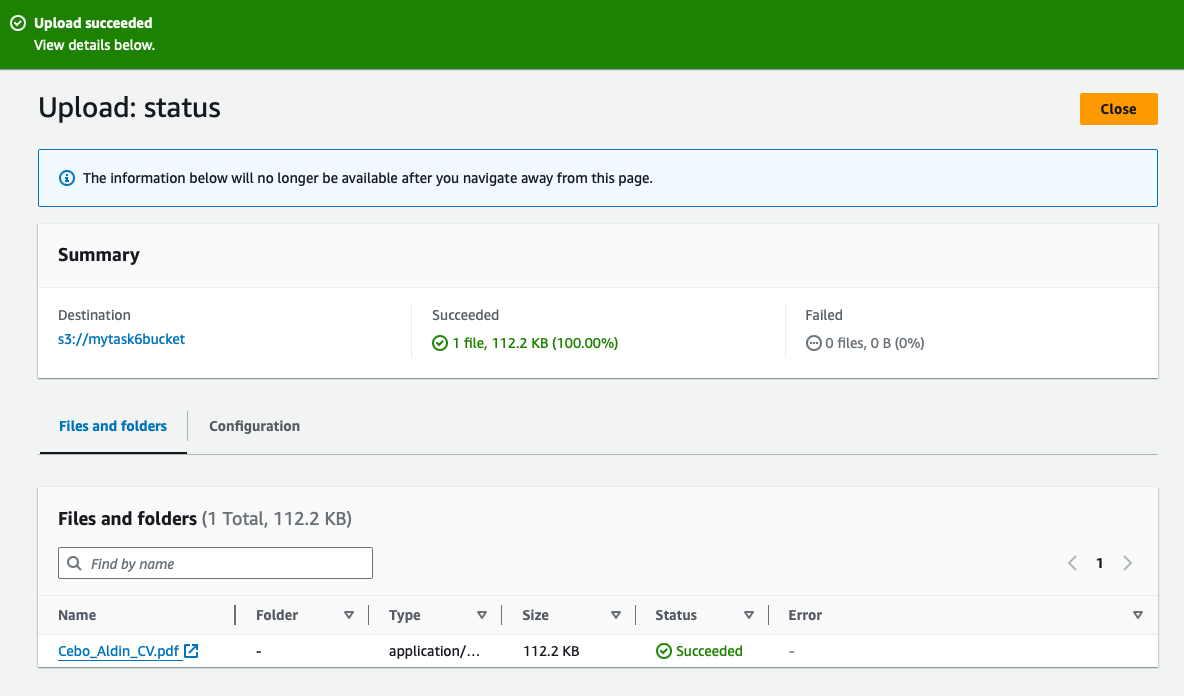 Upload succeeded
View details below.
Upload: status
Close
The information below will no longer be available after you navigate away from this page.
Summary
Destination
s3://mytask6bucket
Succeeded
1 file, 112.2 KB (100.00%)
Failed
0 files, 0 B (0%)
Files and folders
Configuration
Files and folders (1 Total, 112.2 KB)
Find by name
1
Name Folder Type Size Status Error
Cebo_Aldin_CV.pdf - application/... 112.2 KB Succeeded -